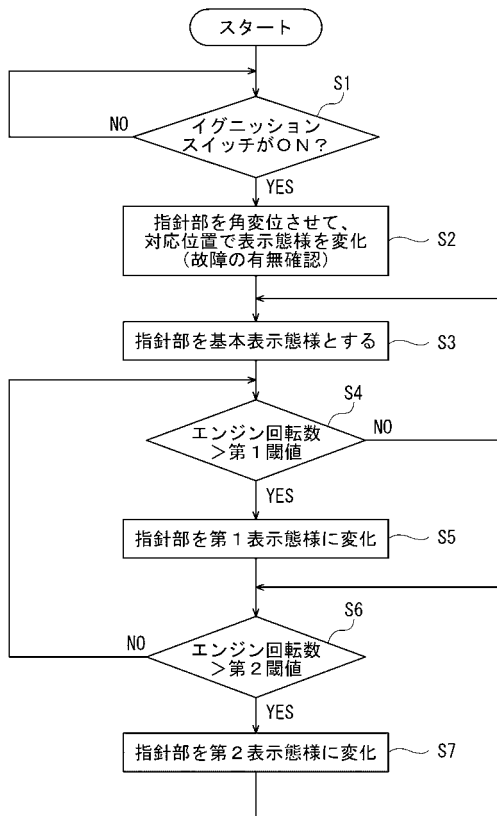 スタート
S1
NO
イグニッション
スイッチがON?
YES
指針部を角変位させて、
対応位置で表示態様を変化
(故障の有無確認)
S2
指針部を基本表示態様とする
S3
S4
エンジン回転数
>第1閾値
NO
YES
指針部を第1表示態様に変化
S5
S6
NO
エンジン回転数
>第2閾値
YES
指針部を第2表示態様に変化
S7